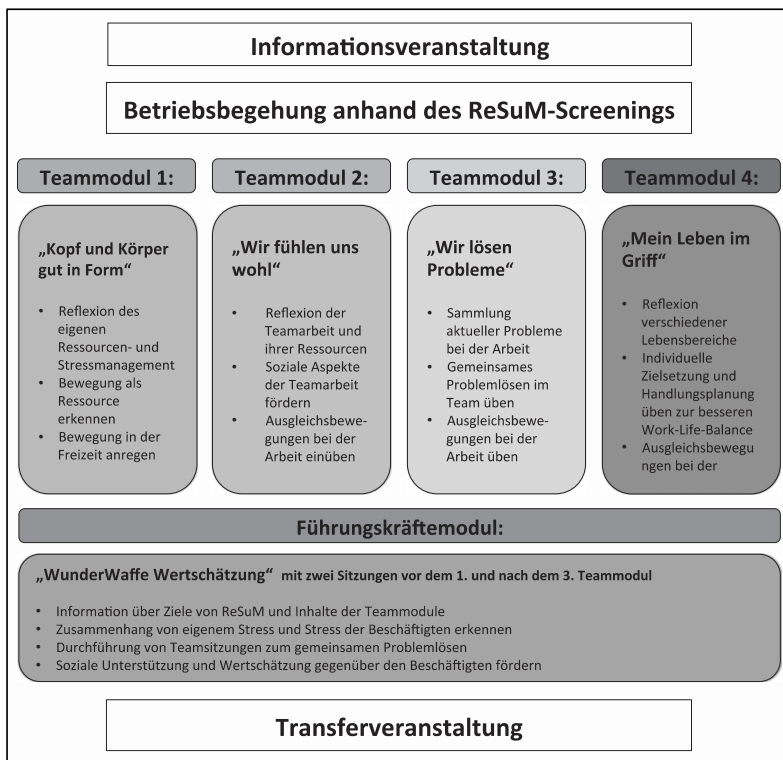 Informationsveranstaltung
Betriebsbegehung anhand des ReSuM-Screenings
Teammodul 1:
„Kopf und Körper
gut in Form“
• Reflexion des
eigenen
Ressourcen- und
Stressmanagement
• Bewegung als
Ressource
erkennen
• Bewegung in der
Freizeit anregen
Teammodul 2:
„Wir fühlen uns
wohl“
• Reflexion der
Teamarbeit und
ihrer Ressourcen
• Soziale Aspekte
der Teamarbeit
fördern
• Ausgleichsbewe-
gungen bei der
Arbeit einüben
Teammodul 3:
„Wir lösen
Probleme“
• Sammlung
aktueller Probleme
bei der Arbeit
• Gemeinsames
Problemlösen im
Team üben
• Ausgleichsbewe-
gungen bei der
Arbeit üben
Teammodul 4:
„Mein Leben im
Griff“
• Reflexion
verschiedener
Lebensbereiche
• Individuelle
Zielsetzung und
Handlungsplanung
üben zur besseren
Work-Life-Balance
• Ausgleichsbewegu
ngen bei der
Führungskräftemodul:
„WunderWaffe Wertschätzung“ mit zwei Sitzungen vor dem 1. und nach dem 3. Teammodul
• Information über Ziele von ReSuM und Inhalte der Teammodule
• Zusammenhang von eigenem Stress und Stress der Beschäftigten erkennen
• Durchführung von Teamsitzungen zum gemeinsamen Problemlösen
• Soziale Unterstützung und Wertschätzung gegenüber den Beschäftigten fördern
Transferveranstaltung